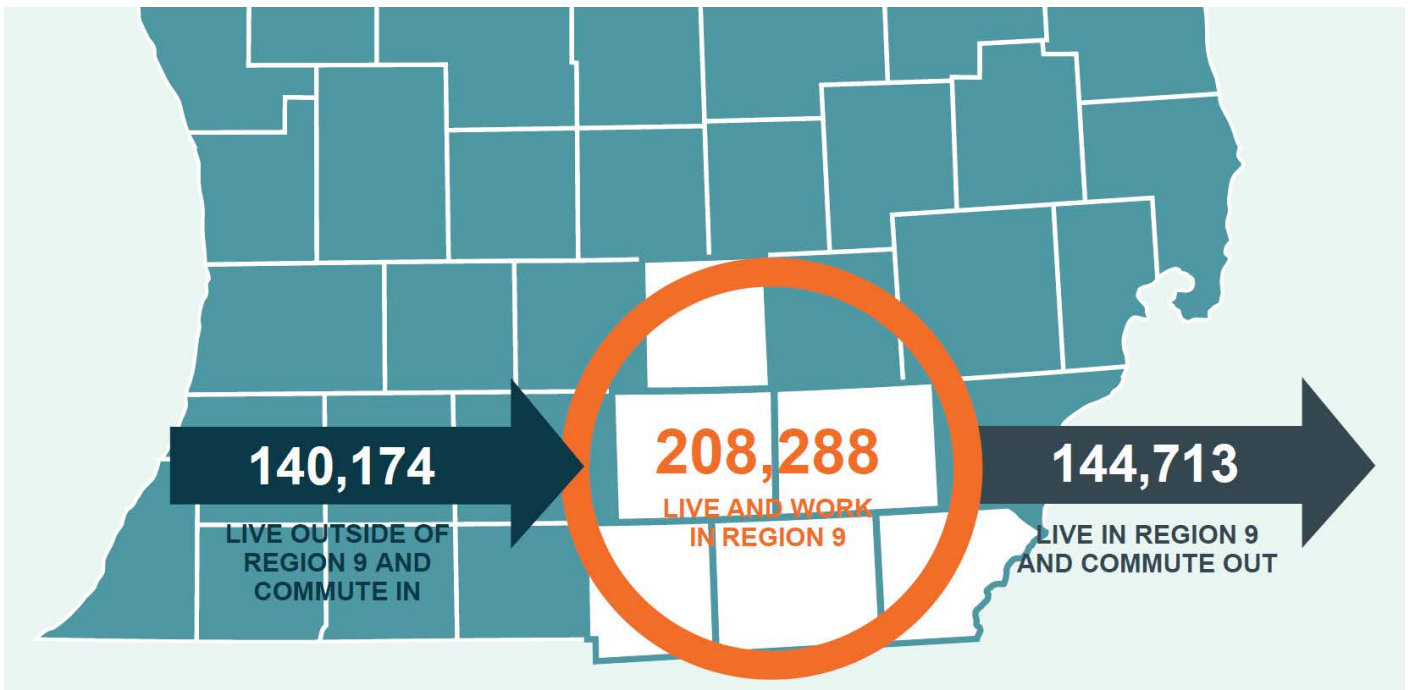 140,174
LIVE OUTSIDE OF
REGION 9 AND
COMMUTE IN
208,288
LIVE AND WORK
IN REGION 9
144,713
LIVE IN REGION 9
AND COMMUTE OUT